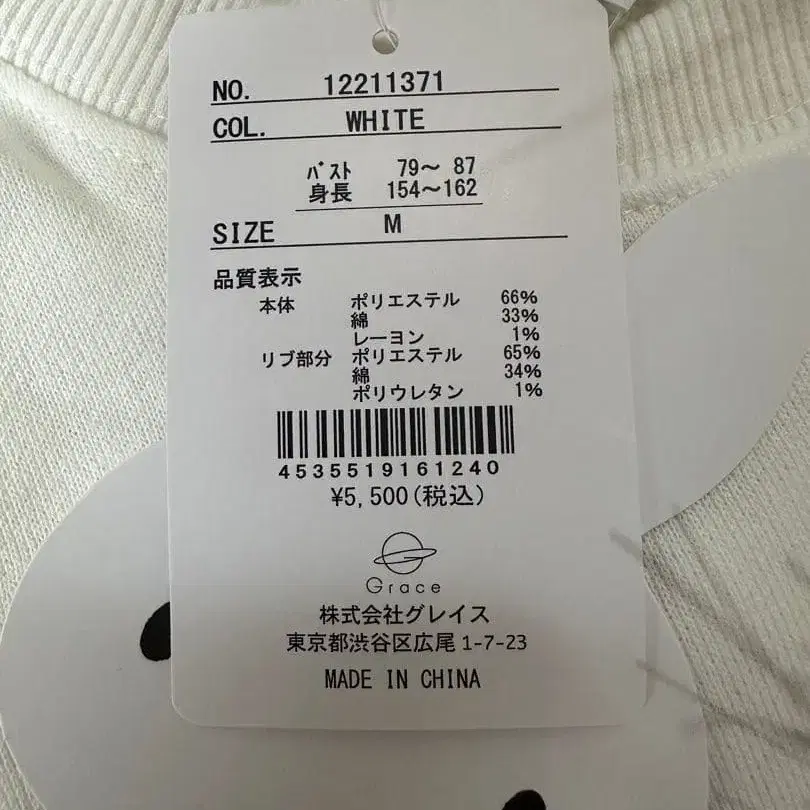 NO. 12211371
COL. WHITE
ﾊﾞｽﾄ 79～ 87
身長 154～162
SIZE M
品質表示
本体 ポリエステル 66%
綿 33%
レーヨン 1%
リブ部分 ポリエステル 65%
綿 34%
ポリウレタン 1%
4535519161240
¥5,500(税込)
Grace
株式会社グレイス
東京都渋谷区広尾1-7-23
MADE IN CHINA